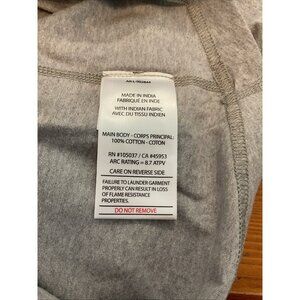 MADE IN INDIA
FABRIQUÉ EN INDE
WITH INDIAN FABRIC
AVEC DU TISSU INDIEN
MAIN BODY - CORPS PRINCIPAL:
100% COTTON - COTON
RN #105037 / CA #45953
ARC RATING = 8.7 ATPV
CARE ON REVERSE SIDE
FAILURE TO LAUNDER GARMENT
PROPERLY CAN RESULT IN LOSS
OF FLAME RESISTANCE
PROPERTIES.
DO NOT REMOVE